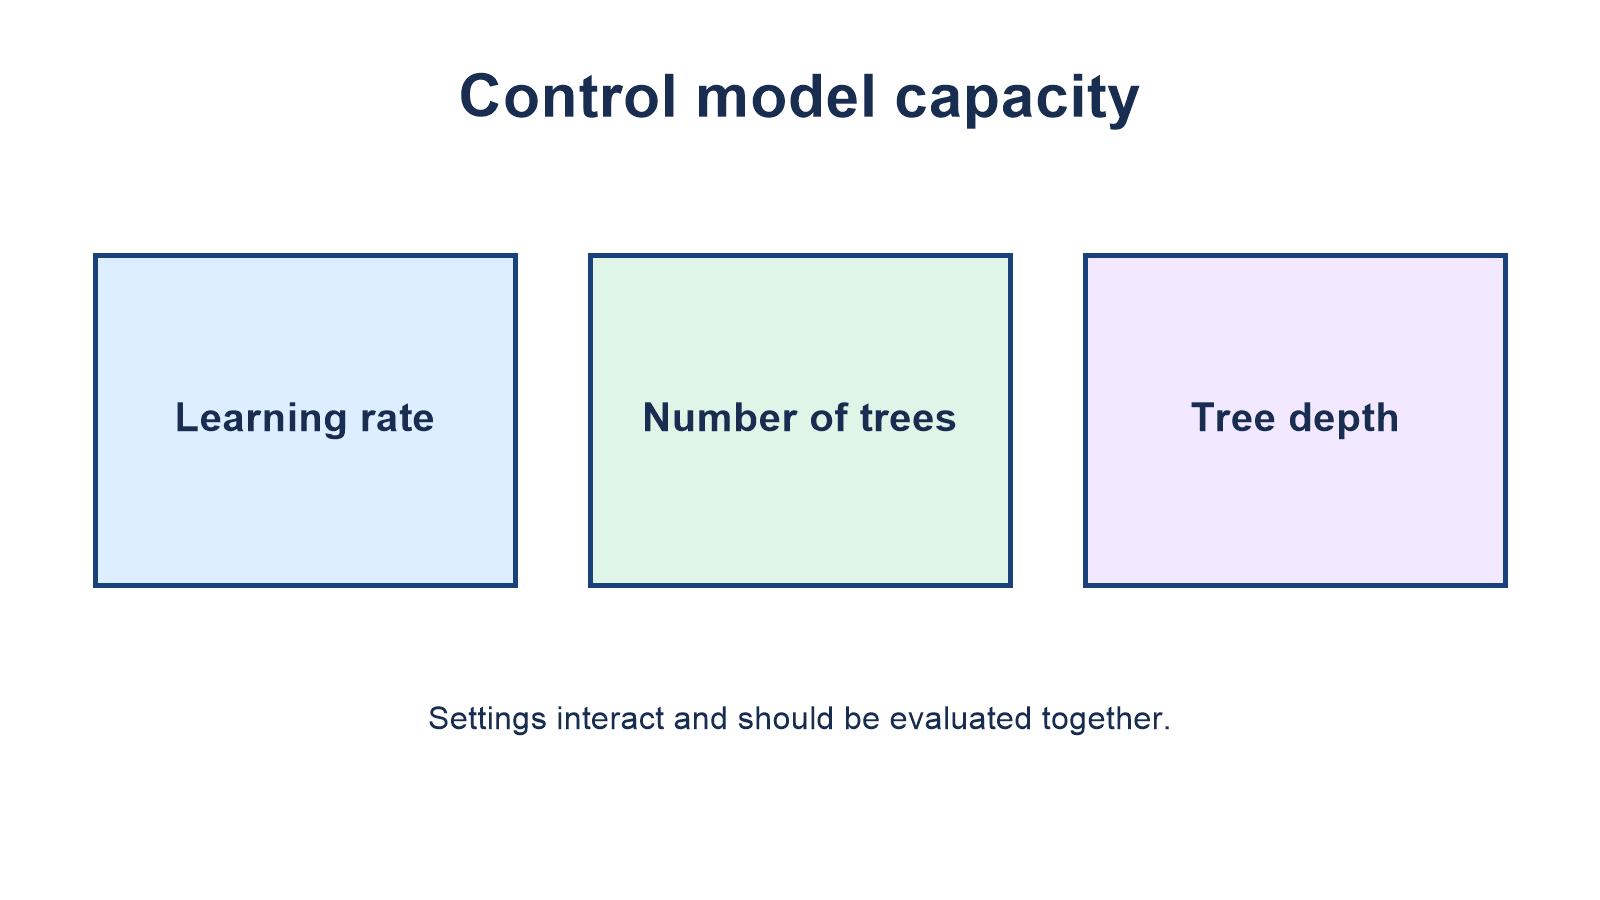 Control model capacity
Learning rate
Number of trees
Tree depth
Settings interact and should be evaluated together.